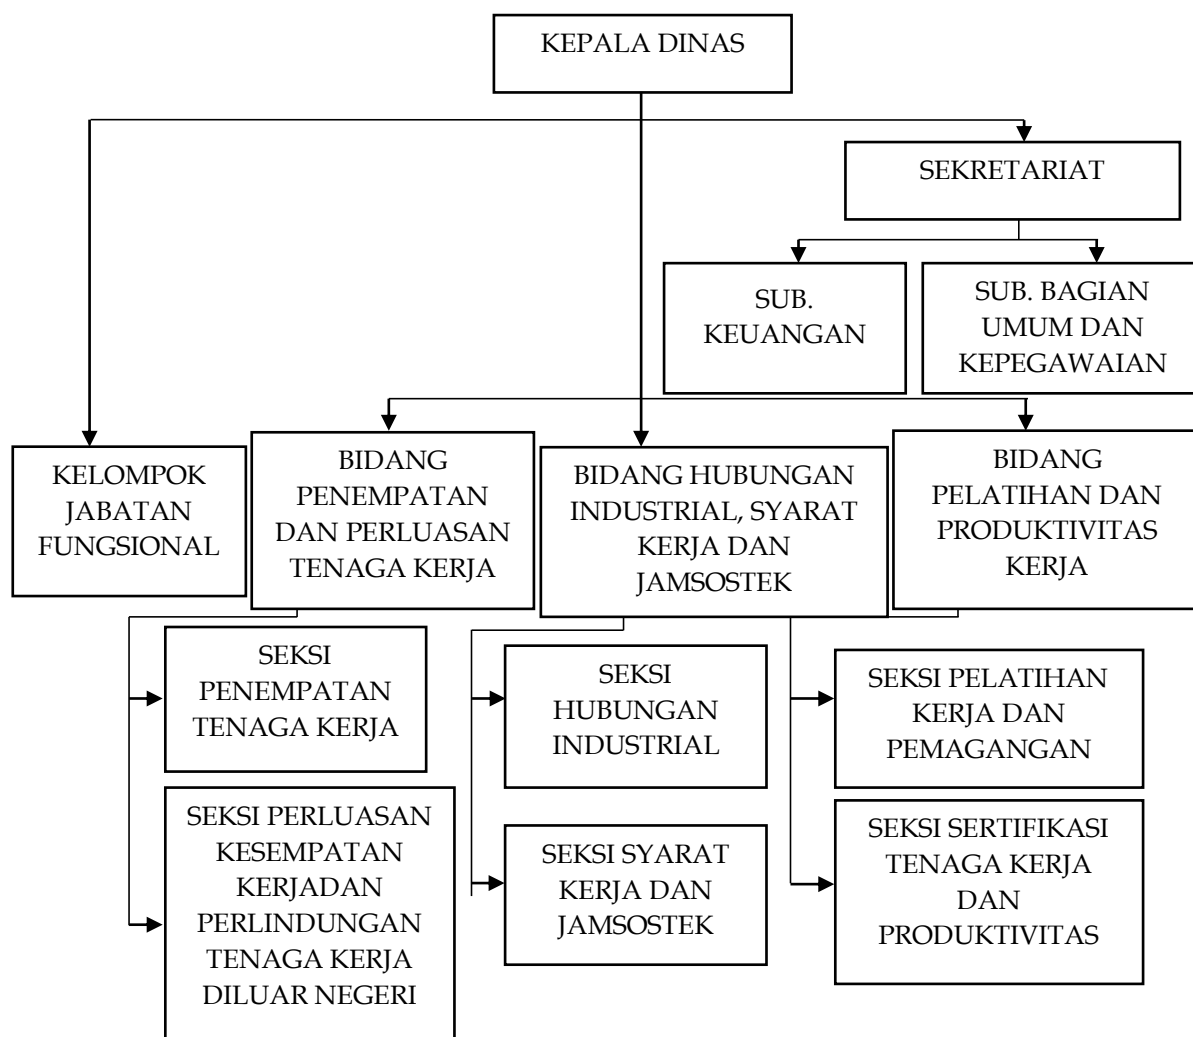 KEPALA DINAS
SEKRETARIAT
SUB.
KEUANGAN
SUB. BAGIAN
UMUM DAN
KEPEGAWAIAN
KELOMPOK
JABATAN
FUNGSIONAL
BIDANG
PENEMPATAN
DAN PERLUASAN
TENAGA KERJA
BIDANG HUBUNGAN
INDUSTRIAL, SYARAT
KERJA DAN
JAMSOSTEK
BIDANG
PELATIHAN DAN
PRODUKTIVITAS
KERJA
SEKSI
PENEMPATAN
TENAGA KERJA
SEKSI
HUBUNGAN
INDUSTRIAL
SEKSI PELATIHAN
KERJA DAN
PEMAGANGAN
SEKSI PERLUASAN
KESEMPATAN
KERJADAN
PERLINDUNGAN
TENAGA KERJA
DILUAR NEGERI
SEKSI SYARAT
KERJA DAN
JAMSOSTEK
SEKSI SERTIFIKASI
TENAGA KERJA
DAN
PRODUKTIVITAS